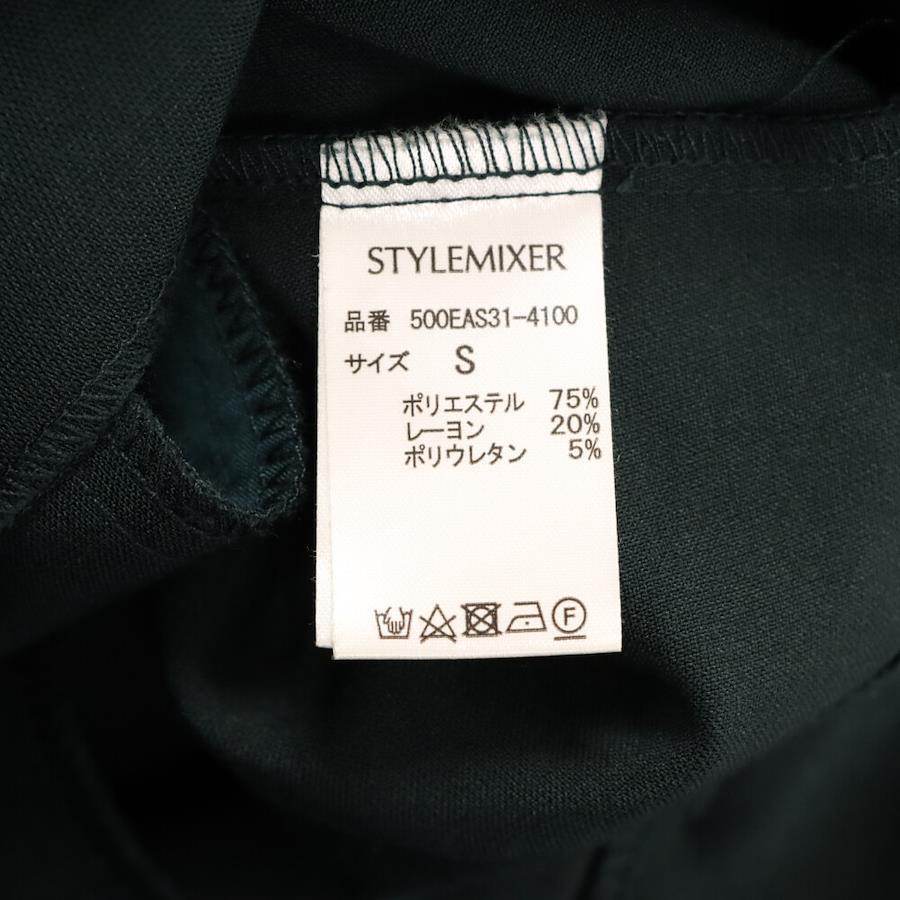 STYLEMIXER
品番 500EAS31-4100
サイズ S
ポリエステル 75%
レーヨン 20%
ポリウレタン 5%
F